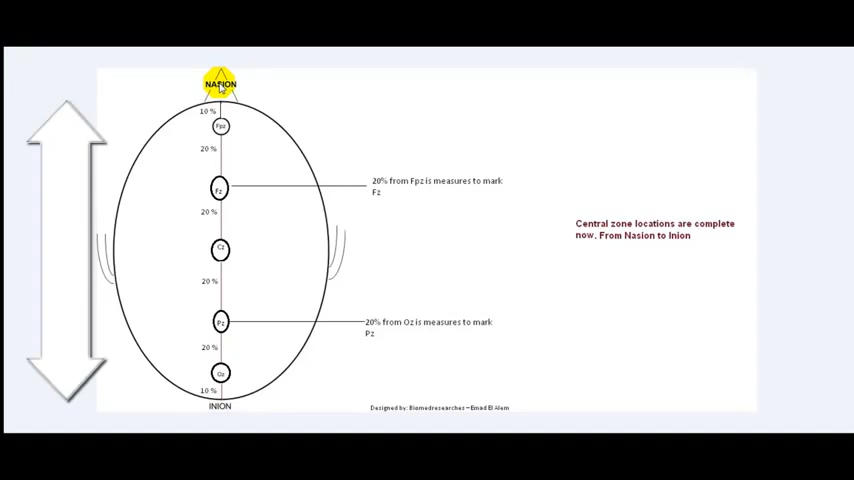 NASION
10 %
Fpz
20 %
20% from Fpz is measures to mark
Fz
Fz
20 %
Central zone locations are complete
now. From Nasion to Inion
Cz
20 %
Pz
20% from Oz is measures to mark
Pz
20 %
Oz
10 %
INION
Designed by: Biomedresearches – Emad El Alem